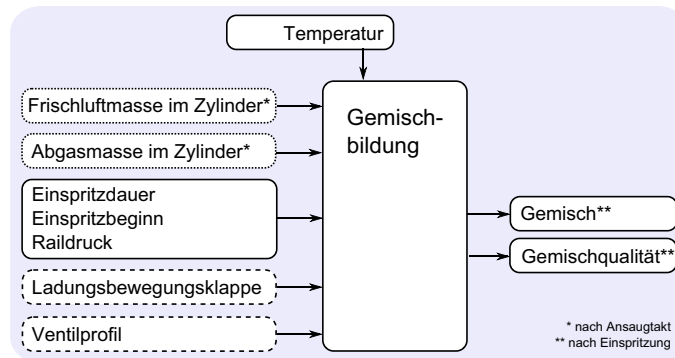 Temperatur
Frischluftmasse im Zylinder*
Abgasmasse im Zylinder*
Einspritzdauer
Einspritzbeginn
Raildruck
Ladungsbewegungsklappe
Ventilprofil
Gemisch-
bildung
Gemisch**
Gemischqualität**
* nach Ansaugtakt
** nach Einspritzung